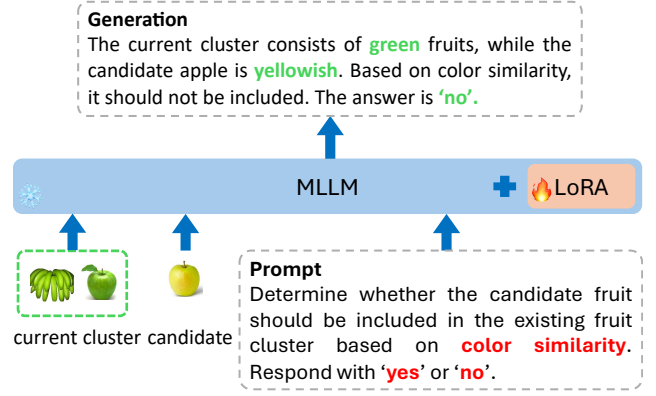 Generation
The current cluster consists of green fruits, while the
candidate apple is yellowish. Based on color similarity,
it should not be included. The answer is ‘no’.
MLLM
LoRA
current cluster
candidate
Prompt
Determine whether the candidate fruit
should be included in the existing fruit
cluster based on color similarity.
Respond with ‘yes’ or ‘no’.